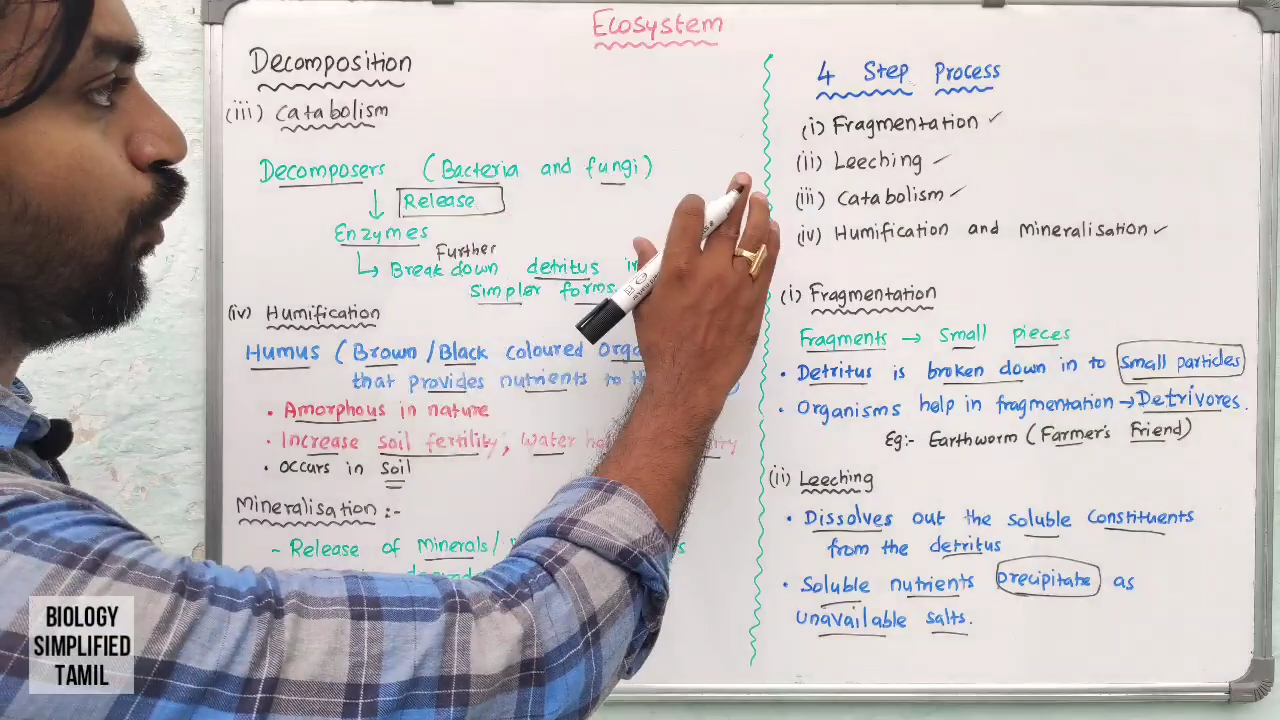 Ecosystem
Decomposition
(iii) Catabolism
Decomposers (Bacteria and fungi)
Release
Enzymes
Further
Break down detritus
Simpler forms.
(iv) Humification
Humus (Brown/Black coloured
that provides nutrients to
• Amorphous in nature
• Increase soil fertility, water
• occurs in Soil
Mineralisation :-
- Release of Minerals/
4 Step Process
(i) Fragmentation ✓
(ii) Leeching ✓
(iii) Catabolism ✓
(iv) Humification and mineralisation ✓
(i) Fragmentation
Fragments → Small pieces
• Detritus is broken down in to Small particles
• Organisms help in fragmentation → Detrivores.
Eg:- Earthworm (Farmer's Friend)
(ii) Leeching
• Dissolves out the soluble Constituents
from the detritus
• Soluble nutrients precipitate as
unavailable salts.
BIOLOGY
SIMPLIFIED
TAMIL